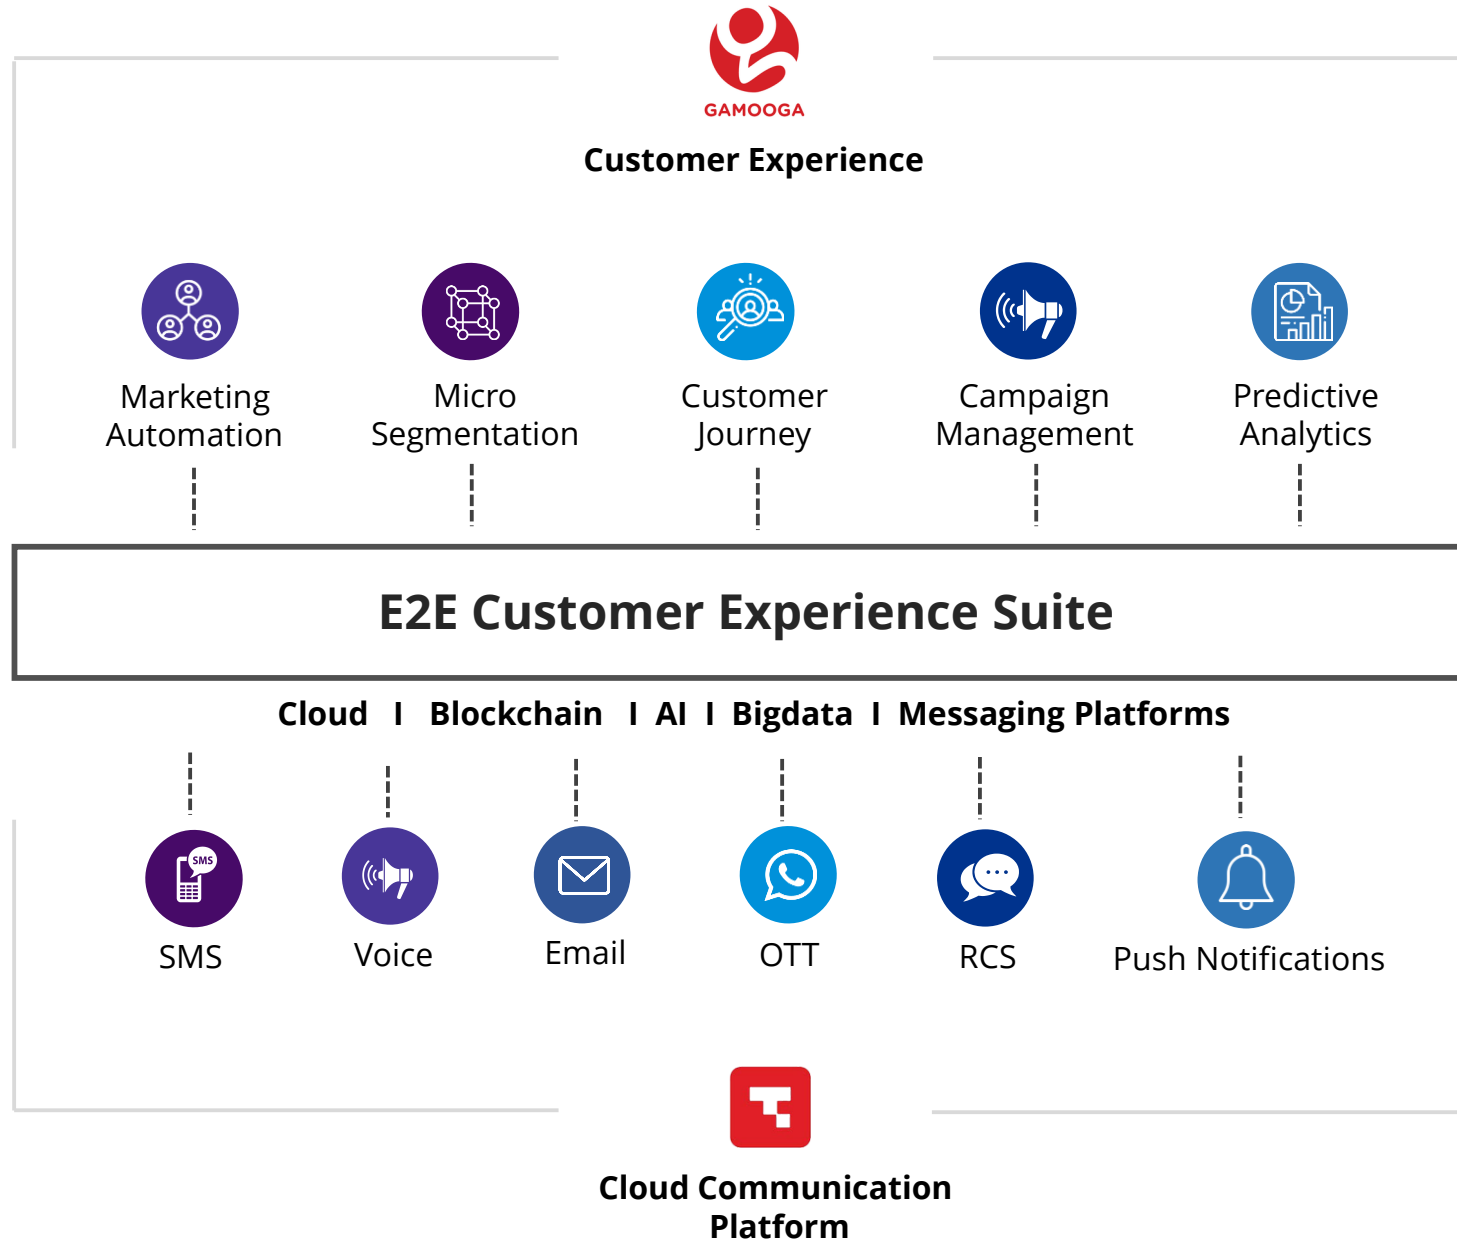 GAMOOGA
Customer Experience
Marketing
Automation
Micro
Segmentation
Customer
Journey
Campaign
Management
Predictive
Analytics
E2E Customer Experience Suite
Cloud I Blockchain I AI I Bigdata I Messaging Platforms
SMS
SMS
Voice
Email
OTT
RCS
Push Notifications
Cloud Communication
Platform